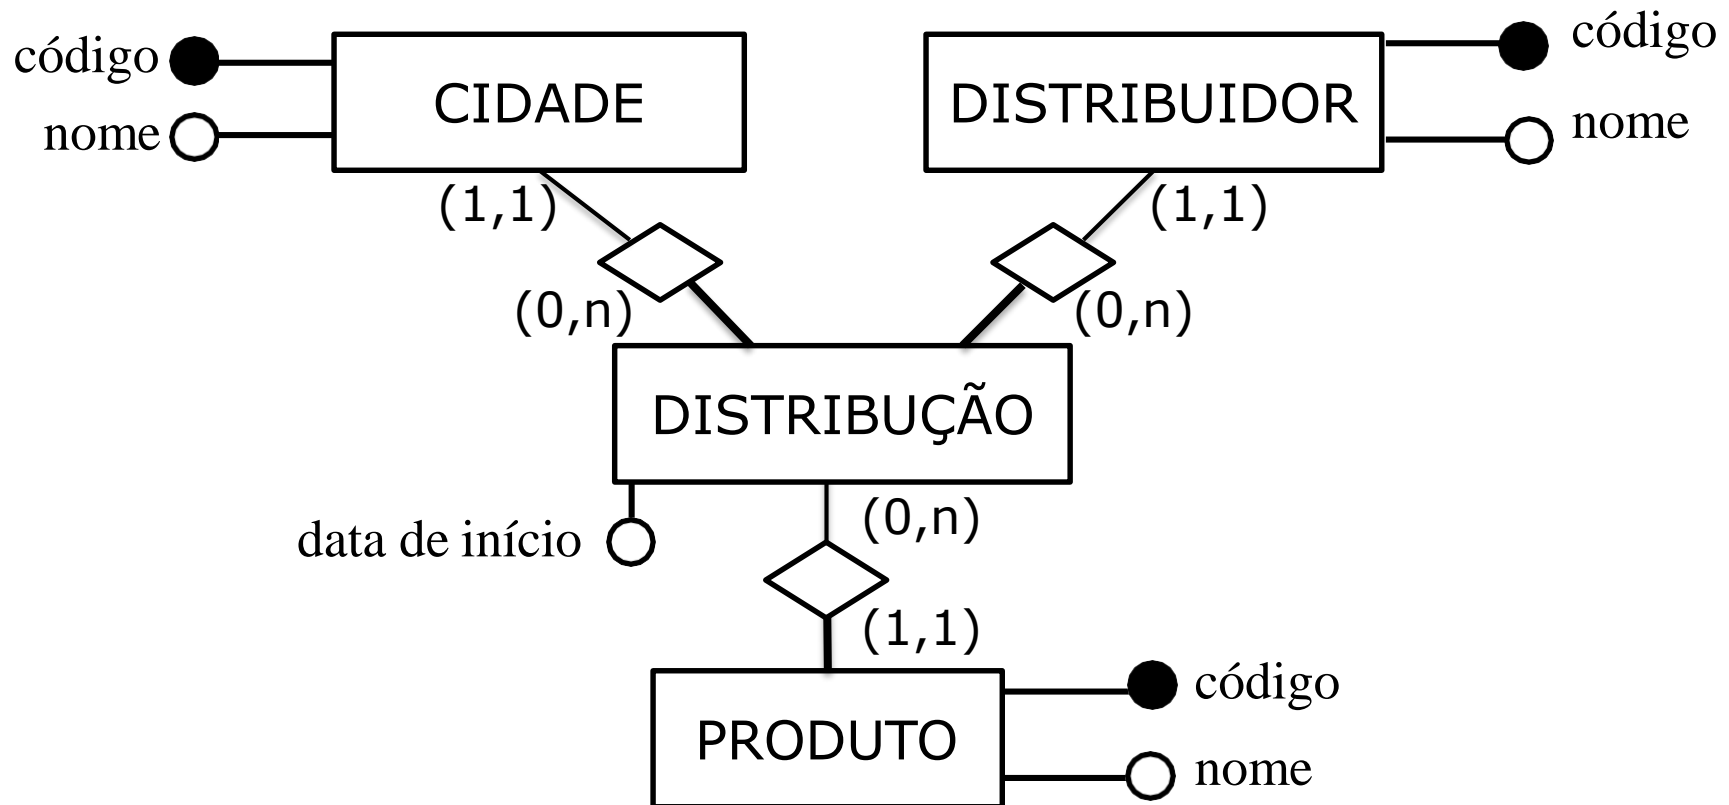 código
nome
CIDADE
DISTRIBUIDOR
código
nome
(1,1)
(1,1)
(0,n)
(0,n)
DISTRIBUÇÃO
data de início
(0,n)
(1,1)
PRODUTO
código
nome